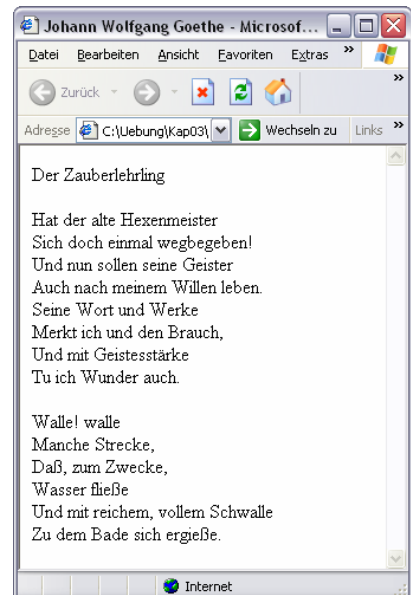 Johann Wolfgang Goethe - Microsof...
Datei Bearbeiten Ansicht Favoriten Extras »
Zurück »
Adresse C:\Uebung\Kap03\ Wechseln zu Links »
Der Zauberlehrling
Hat der alte Hexenmeister
Sich doch einmal wegbegeben!
Und nun sollen seine Geister
Auch nach meinem Willen leben.
Seine Wort und Werke
Merkt ich und den Brauch,
Und mit Geistesstärke
Tu ich Wunder auch.
Walle! walle
Manche Strecke,
Daß, zum Zwecke,
Wasser fließe
Und mit reichem, vollem Schwalle
Zu dem Bade sich ergieße.
Internet